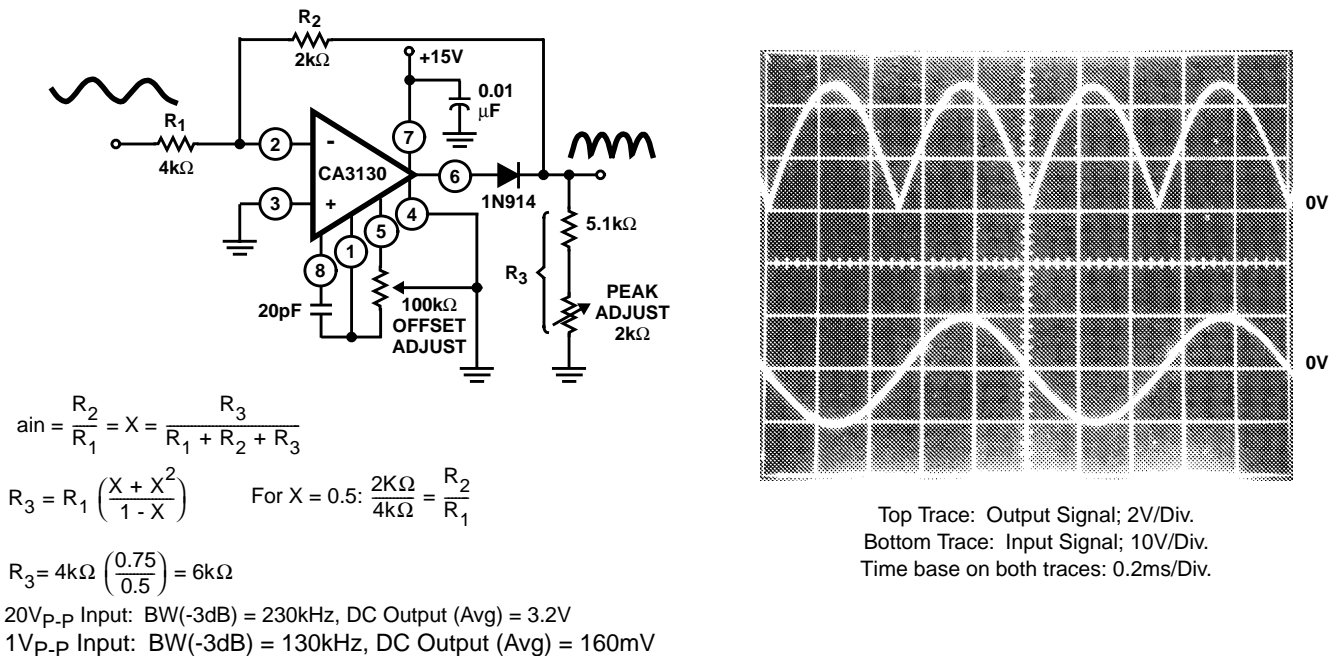 R2
2kΩ
+15V
0.01
μF
R1
4kΩ
2
-
7
CA3130
6
1N914
3
+
4
5
1
8
20pF
100kΩ
OFFSET
ADJUST
5.1kΩ
R3
PEAK
ADJUST
2kΩ
0V
0V
ain = R2 / R1 = X = R3 / R1 + R2 + R3
R3 = R1 (X + X² / 1 - X) For X = 0.5: 2KΩ / 4kΩ = R2 / R1
R3= 4kΩ (0.75 / 0.5) = 6kΩ
20VP-P Input: BW(-3dB) = 230kHz, DC Output (Avg) = 3.2V
1VP-P Input: BW(-3dB) = 130kHz, DC Output (Avg) = 160mV
Top Trace: Output Signal; 2V/Div.
Bottom Trace: Input Signal; 10V/Div.
Time base on both traces: 0.2ms/Div.